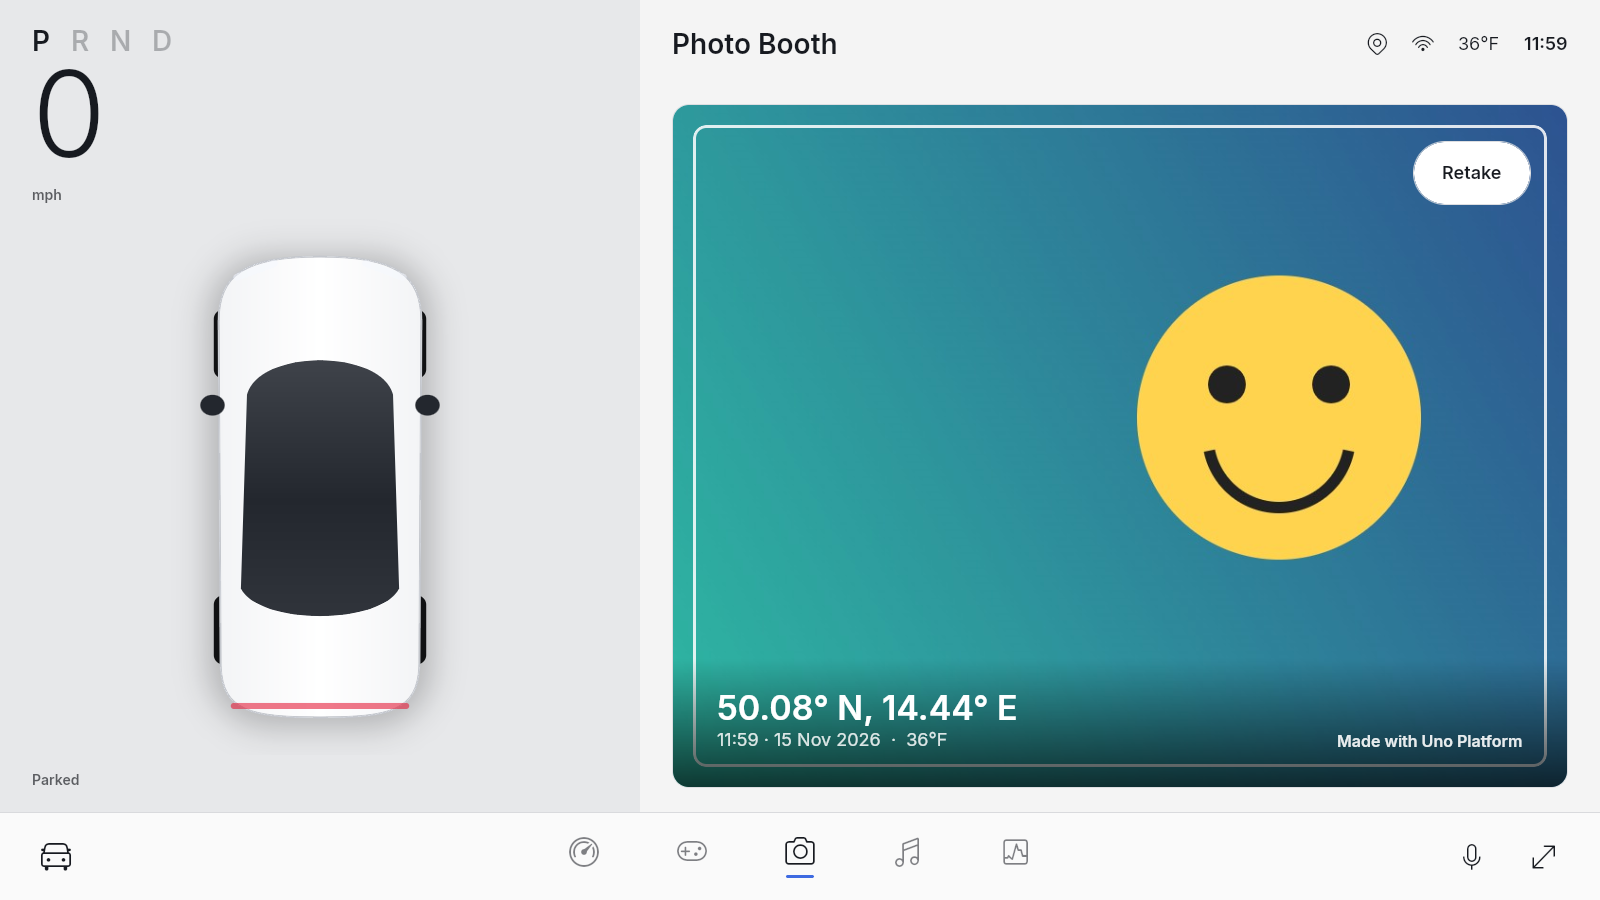 P R N D
0
mph
Parked
Photo Booth
36°F 11:59
Retake
50.08° N, 14.44° E
11:59 · 15 Nov 2026 · 36°F
Made with Uno Platform